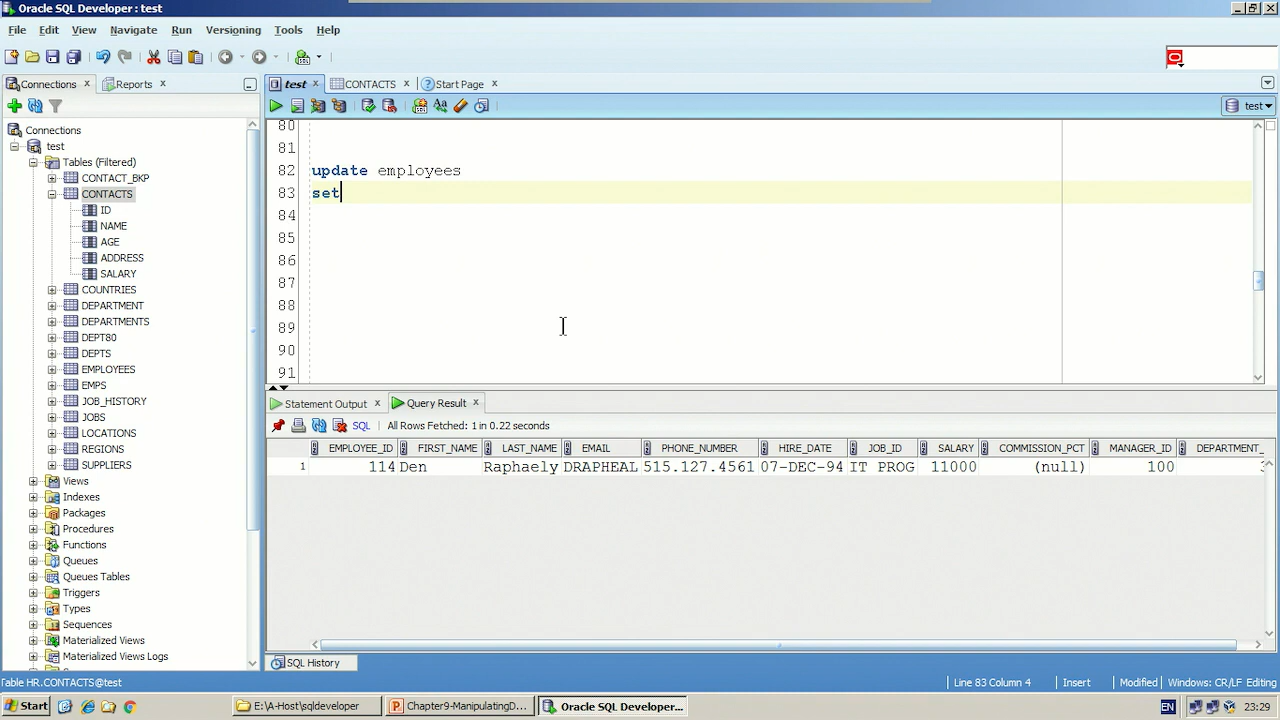 Oracle SQL Developer : test
File Edit View Navigate Run Versioning Tools Help
Connections Reports
test CONTACTS Start Page
test
Connections
test
Tables (Filtered)
CONTACT_BKP
CONTACTS
ID
NAME
AGE
ADDRESS
SALARY
COUNTRIES
DEPARTMENT
DEPARTMENTS
DEPT80
DEPTS
EMPLOYEES
EMPS
JOB_HISTORY
JOBS
LOCATIONS
REGIONS
SUPPLIERS
Views
Indexes
Packages
Procedures
Functions
Queues
Queues Tables
Triggers
Types
Sequences
Materialized Views
Materialized Views Logs
80
81
82 update employees
83 set
84
85
86
87
88
89
90
91
Statement Output Query Result
SQL All Rows Fetched: 1 in 0.22 seconds
EMPLOYEE_ID FIRST_NAME LAST_NAME EMAIL PHONE_NUMBER HIRE_DATE JOB_ID SALARY COMMISSION_PCT MANAGER_ID DEPARTMENT_
1 114 Den Raphaely DRAPHEAL 515.127.4561 07-DEC-94 IT PROG 11000 (null) 100
SQL History
Table HR.CONTACTS@test Line 83 Column 4 Insert Modified Windows: CR/LF Editing
Start E:\A-Host\sqldeveloper Chapter9-ManipulatingD... Oracle SQL Developer... EN 23:29